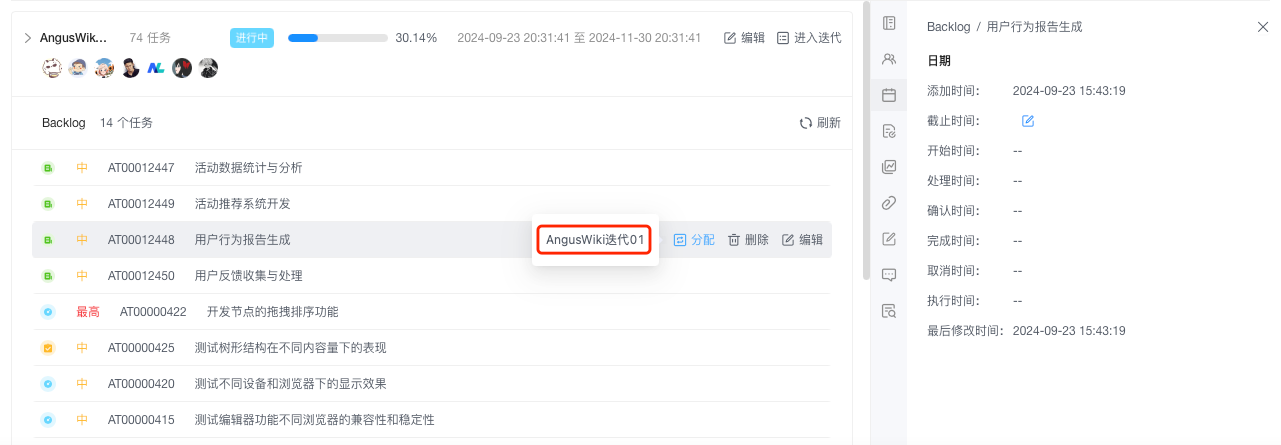 AngusWik... 74 任务 进行中 30.14% 2024-09-23 20:31:41 至 2024-11-30 20:31:41 编辑 进入迭代
Backlog 14 个任务 刷新
中 AT00012447 活动数据统计与分析
中 AT00012449 活动推荐系统开发
中 AT00012448 用户行为报告生成 AngusWiki迭代01 分配 删除 编辑
中 AT00012450 用户反馈收集与处理
最高 AT00000422 开发节点的拖拽排序功能
中 AT00000425 测试树形结构在不同内容量下的表现
中 AT00000420 测试不同设备和浏览器下的显示效果
中 AT00000415 测试编辑器功能不同浏览器的兼容性和稳定性
Backlog / 用户行为报告生成
日期
添加时间: 2024-09-23 15:43:19
截止时间:
开始时间: --
处理时间: --
确认时间: --
完成时间: --
取消时间: --
执行时间: --
最后修改时间: 2024-09-23 15:43:19